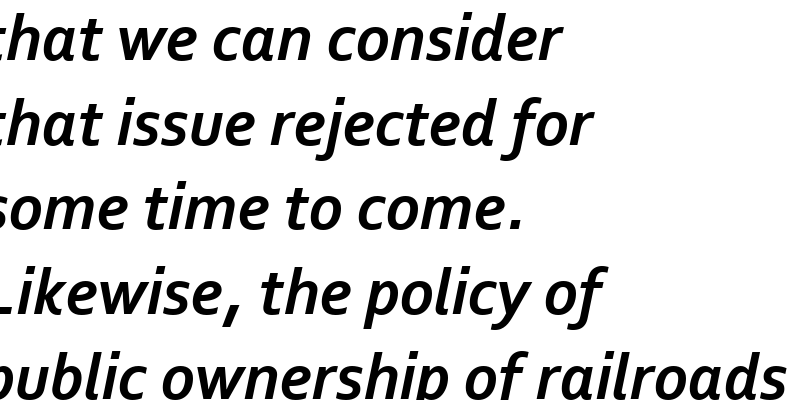 that we can consider
that issue rejected for
some time to come.
Likewise, the policy of
public ownership of railroads